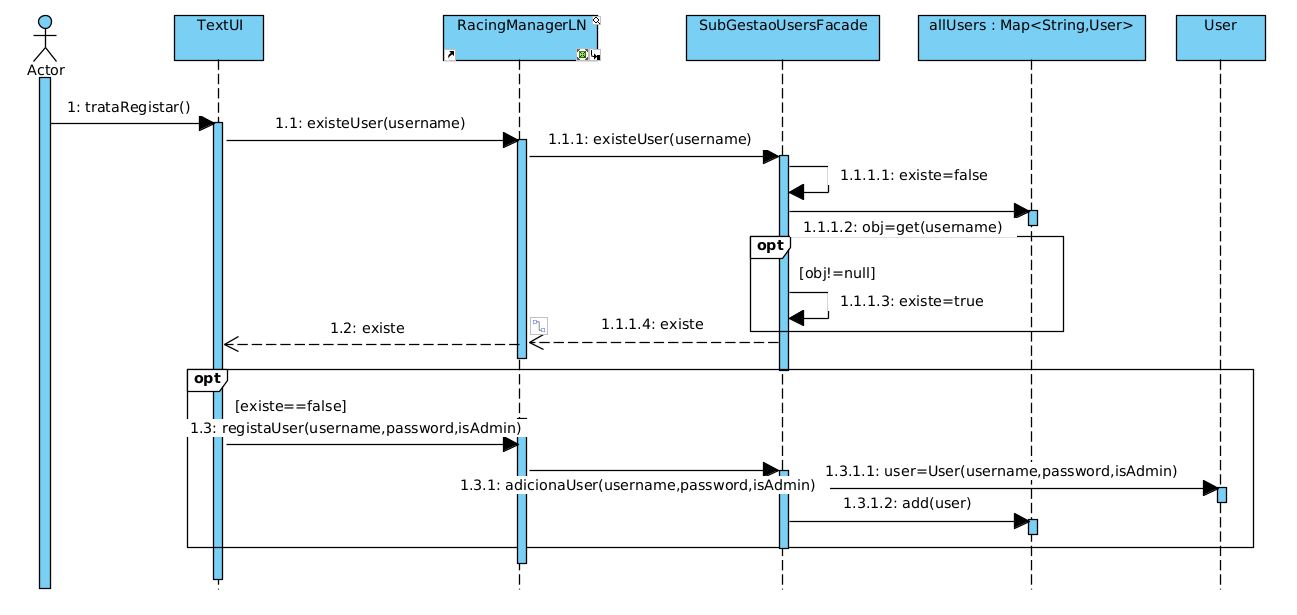 TextUI
RacingManagerLN
SubGestaoUsersFacade
allUsers : Map<String,User>
User
Actor
1: trataRegistar()
1.1: existeUser(username)
1.1.1: existeUser(username)
1.1.1.1: existe=false
1.1.1.2: obj=get(username)
opt
[obj!=null]
1.1.1.3: existe=true
1.1.1.4: existe
1.2: existe
opt
[existe==false]
1.3: registaUser(username,password,isAdmin)
1.3.1: adicionaUser(username,password,isAdmin)
1.3.1.1: user=User(username,password,isAdmin)
1.3.1.2: add(user)